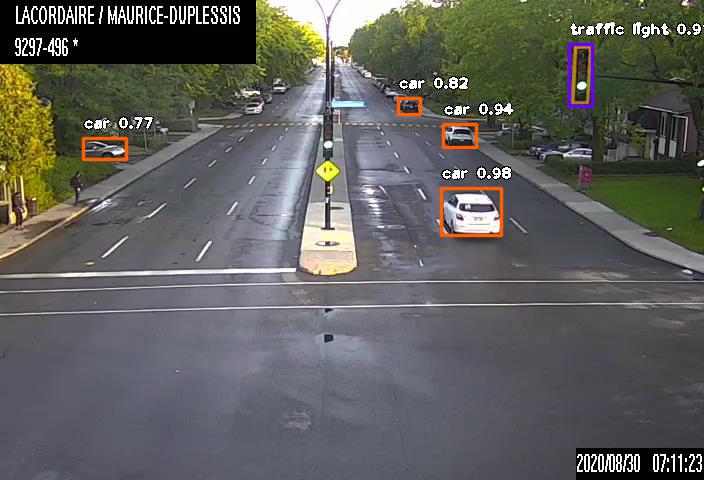 LACORDAIRE / MAURICE-DUPLESSIS
9297-496 *
traffic light 0.9
car 0.82
car 0.94
car 0.77
car 0.98
2020/08/30 07:11:23